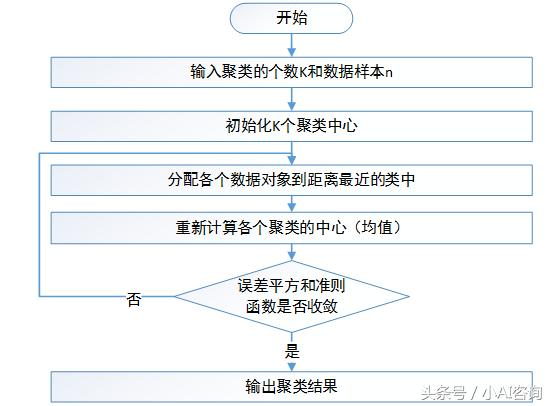 开始
输入聚类的个数K和数据样本n
初始化K个聚类中心
分配各个数据对象到距离最近的类中
重新计算各个聚类的中心（均值）
误差平方和准则
函数是否收敛
否
是
输出聚类结果
头条号 / 小AI咨询